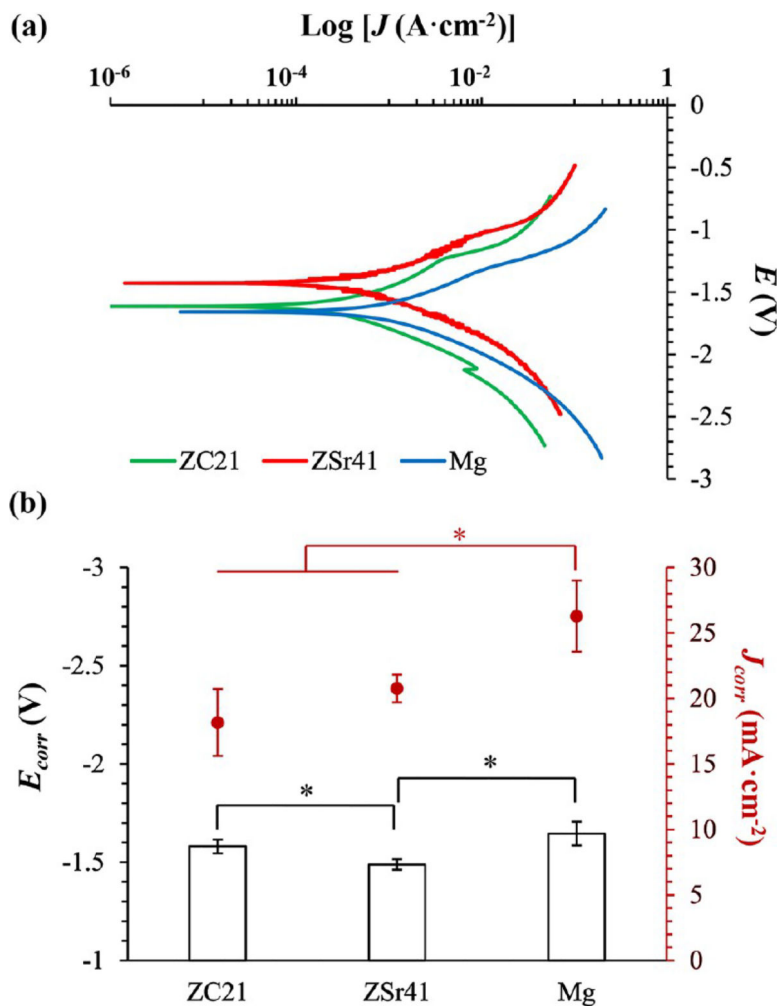 (a)
Log [J (A·cm⁻²)]
10⁻⁶ 10⁻⁴ 10⁻² 1
0
-0.5
-1
-1.5
-2
-2.5
-3
E (V)
ZC21 ZSr41 Mg
(b)
*
* *
-3
-2.5
-2
-1.5
-1
E_corr (V)
30
25
20
15
10
5
0
J_corr (mA·cm⁻²)
ZC21 ZSr41 Mg